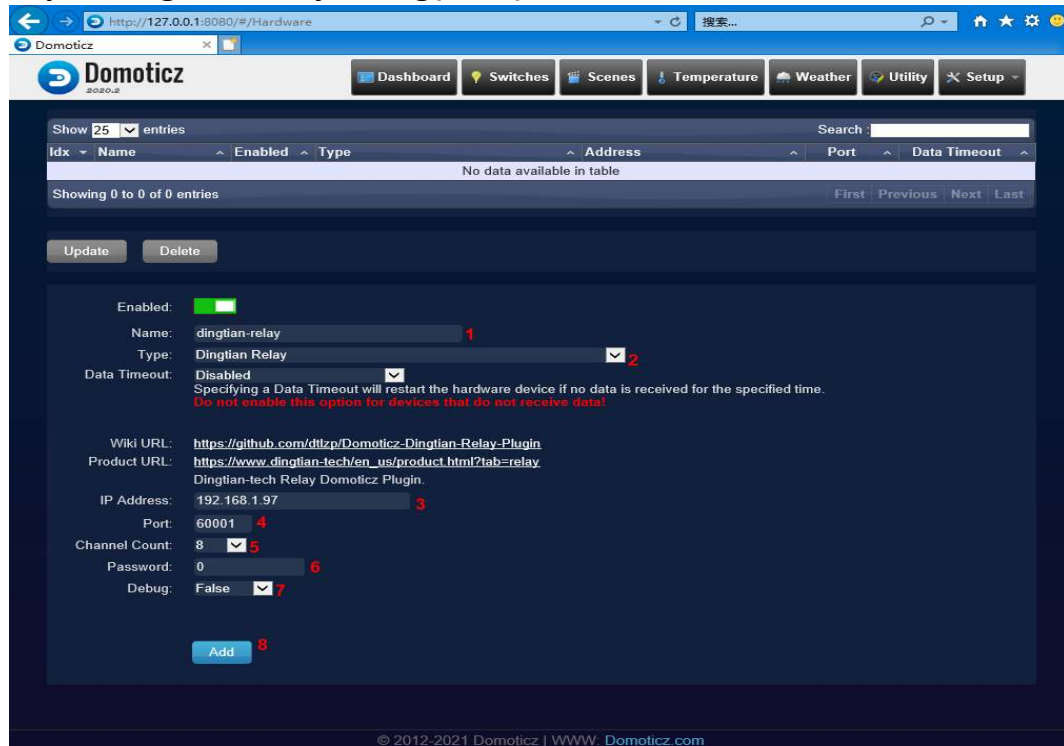 http://127.0.0.1:8080/#/Hardware 搜索...
Domoticz
Domoticz
2020.2
Dashboard Switches Scenes Temperature Weather Utility Setup
Show 25 entries Search :
Idx Name Enabled Type Address Port Data Timeout
No data available in table
Showing 0 to 0 of 0 entries First Previous Next Last
Update Delete
Enabled:
Name: dingtian-relay 1
Type: Dingtian Relay 2
Data Timeout: Disabled
Specifying a Data Timeout will restart the hardware device if no data is received for the specified time.
Do not enable this option for devices that do not receive data!
Wiki URL: https://github.com/dtlzp/Domoticz-Dingtian-Relay-Plugin
Product URL: https://www.dingtian-tech/en_us/product.html?tab=relay
Dingtian-tech Relay Domoticz Plugin.
IP Address: 192.168.1.97 3
Port: 60001 4
Channel Count: 8 5
Password: 0 6
Debug: False 7
Add 8
© 2012-2021 Domoticz | WWW: Domoticz.com